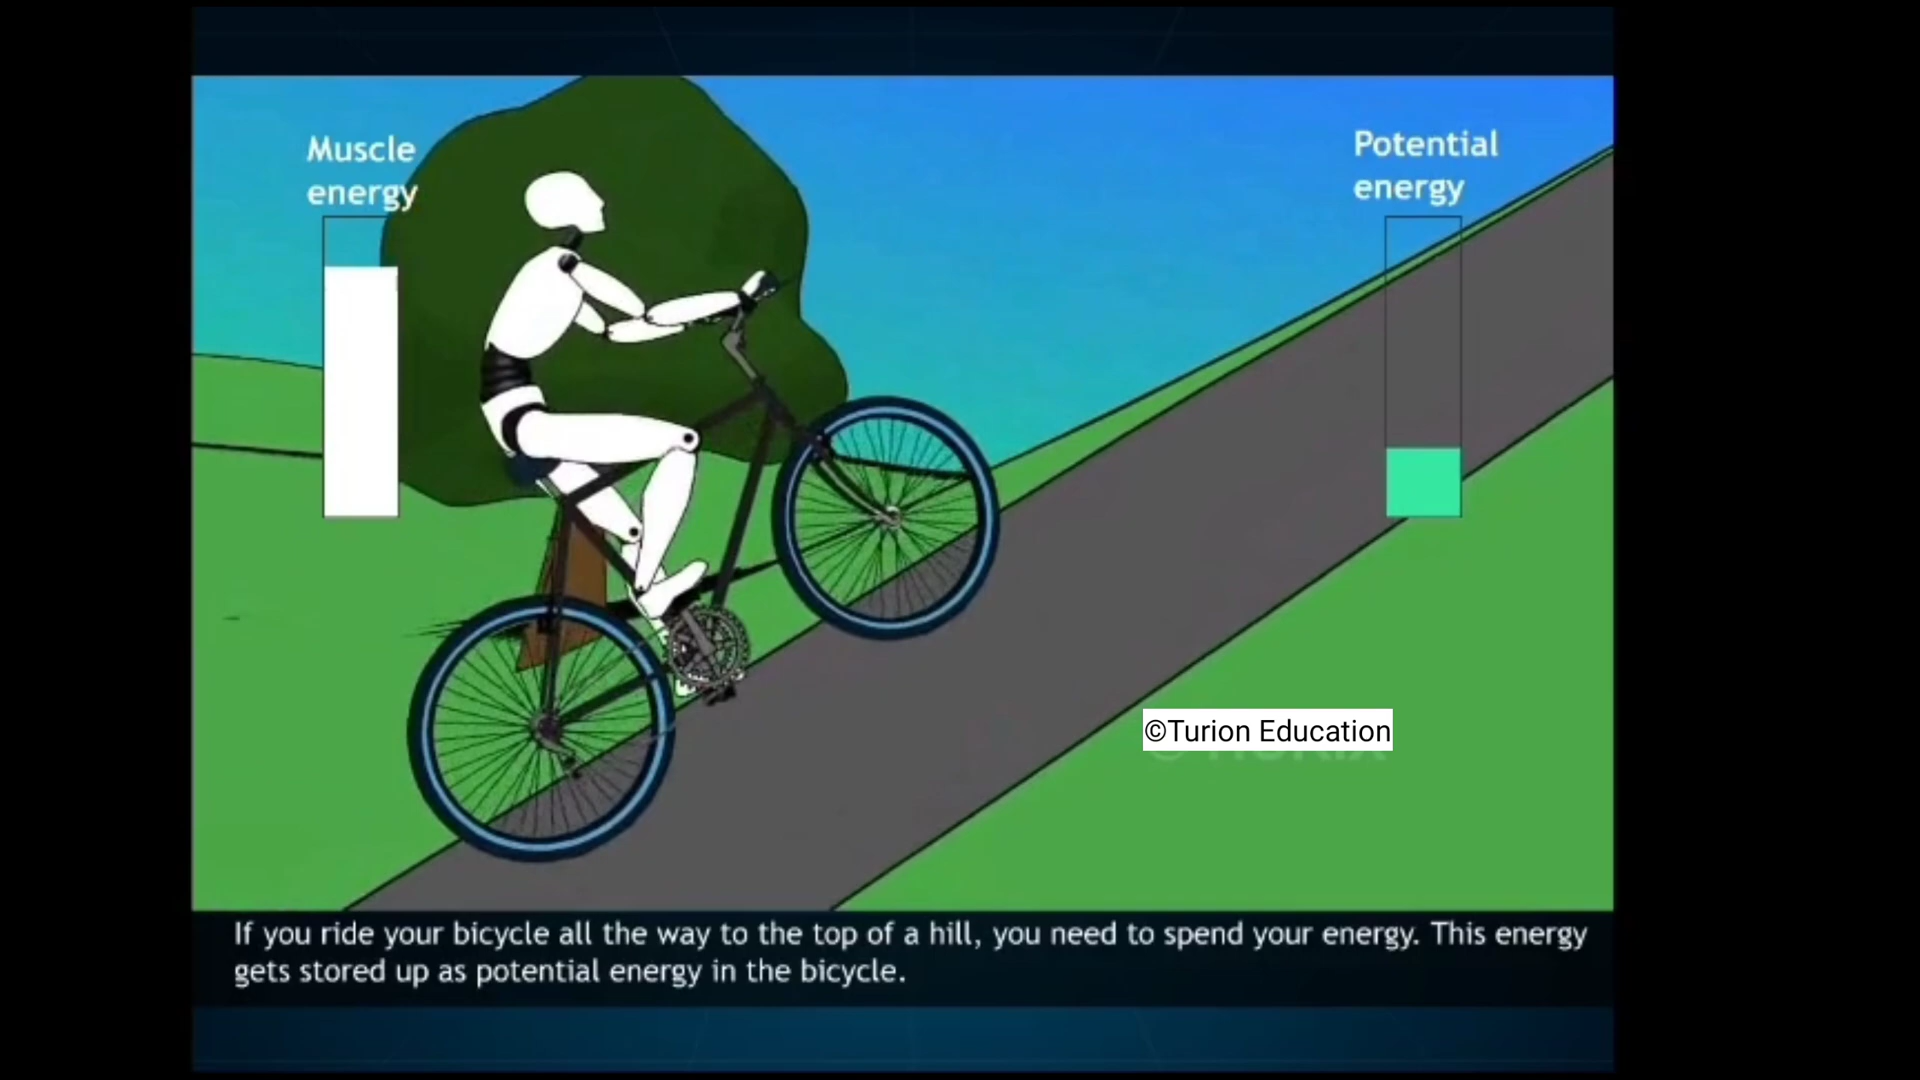 Muscle
energy
Potential
energy
©Turion Education
If you ride your bicycle all the way to the top of a hill, you need to spend your energy. This energy
gets stored up as potential energy in the bicycle.